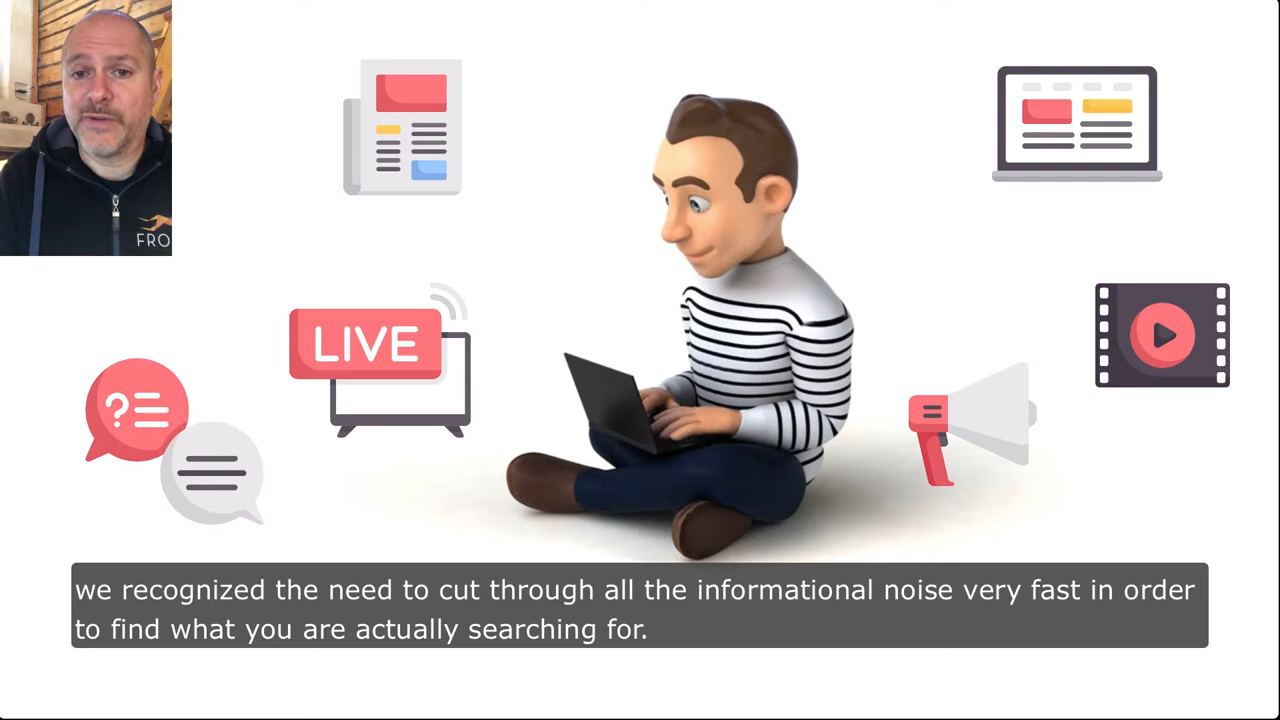 FRO
LIVE
?
we recognized the need to cut through all the informational noise very fast in order
to find what you are actually searching for.